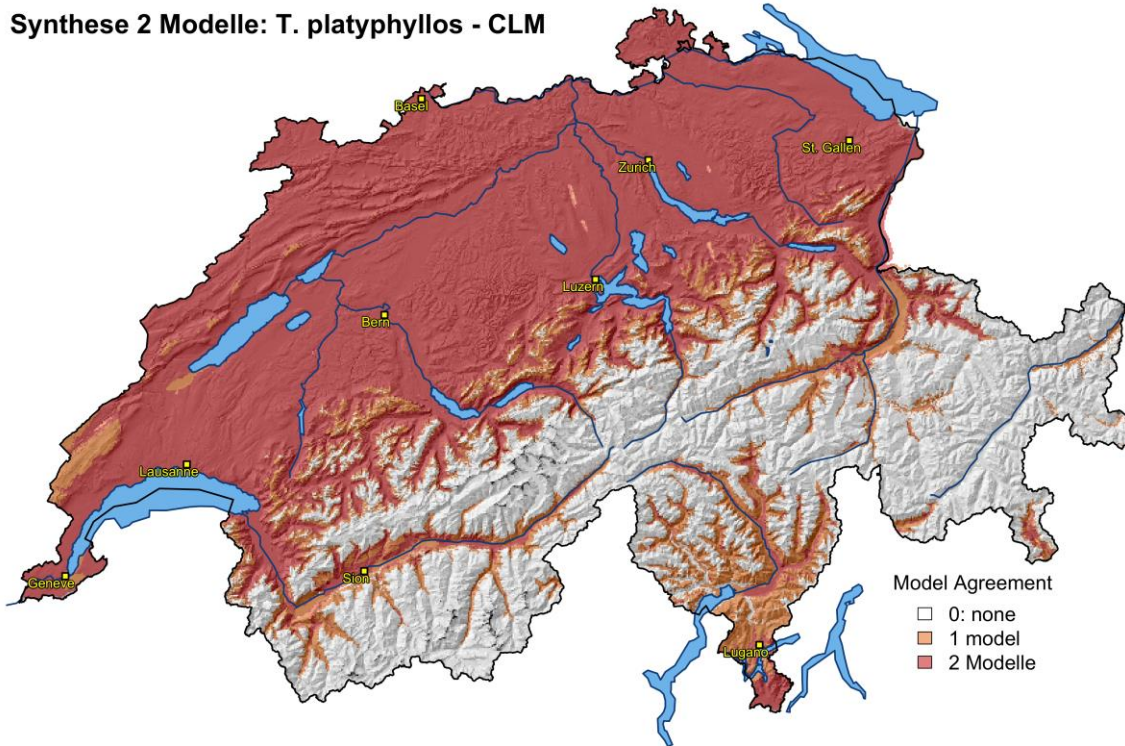 Synthese 2 Modelle: T. platyphyllos - CLM
Basel
St. Gallen
Zurich
Luzern
Bern
Lausanne
Geneve
Sion
Lugano
Model Agreement
0: none
1 model
2 Modelle